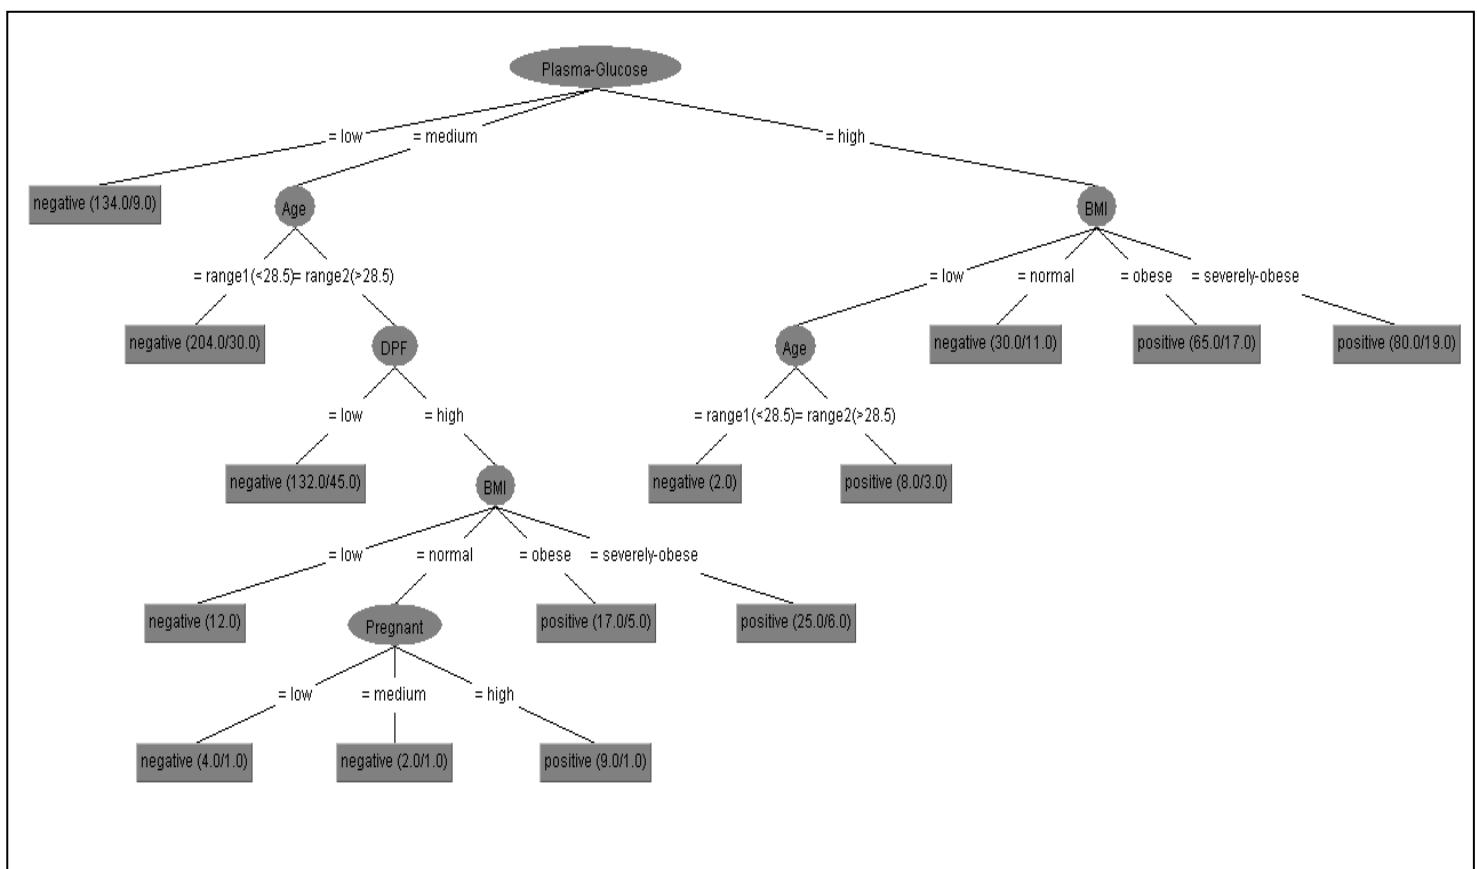 Plasma-Glucose
= low
= medium
= high
negative (134.0/9.0)
Age
BMI
= range1(<28.5)
= range2(>28.5)
= low
= normal
= obese
= severely-obese
negative (204.0/30.0)
DPF
Age
negative (30.0/11.0)
positive (65.0/17.0)
positive (80.0/19.0)
= low
= high
= range1(<28.5)
= range2(>28.5)
negative (132.0/45.0)
BMI
negative (2.0)
positive (8.0/3.0)
= low
= normal
= obese
= severely-obese
negative (12.0)
Pregnant
positive (17.0/5.0)
positive (25.0/6.0)
= low
= medium
= high
negative (4.0/1.0)
negative (2.0/1.0)
positive (9.0/1.0)